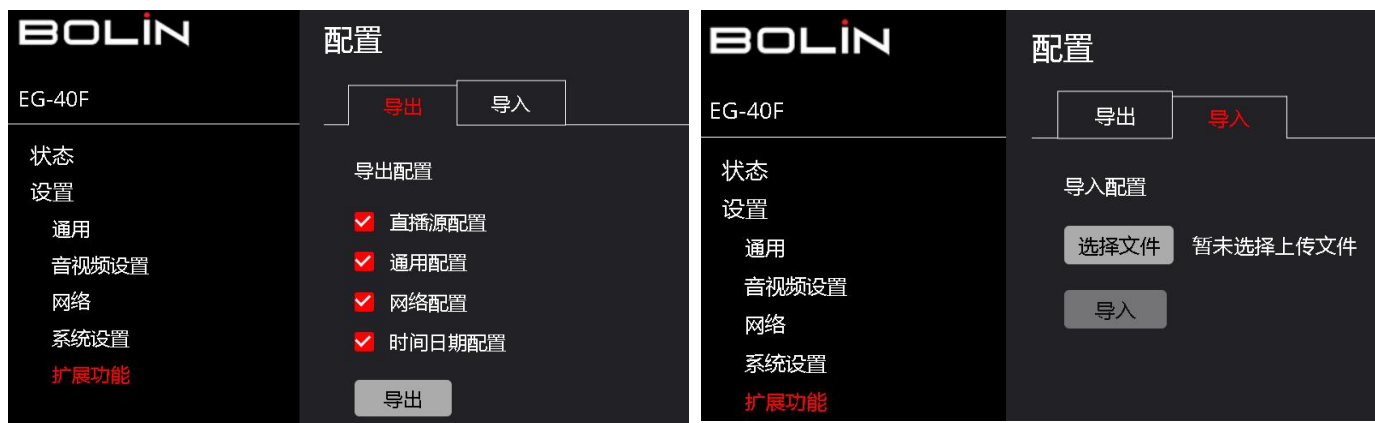 BOLIN
EG-40F
状态
设置
通用
音视频设置
网络
系统设置
扩展功能
配置
导出
导入
导出配置
直播源配置
通用配置
网络配置
时间日期配置
导出
BOLIN
EG-40F
状态
设置
通用
音视频设置
网络
系统设置
扩展功能
配置
导出
导入
导入配置
选择文件 暂未选择上传文件
导入